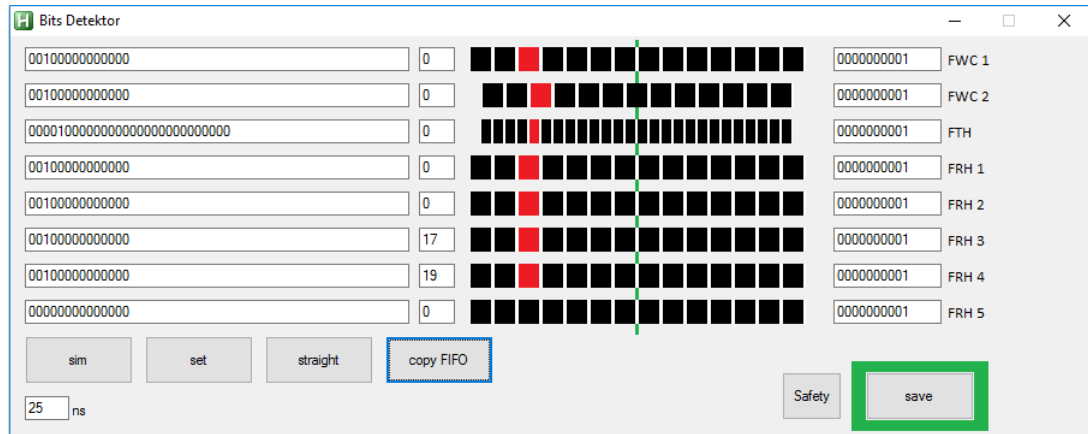 Bits Detektor
00100000000000 0 0000000001 FWC 1
00100000000000 0 0000000001 FWC 2
00001000000000000000000000 0 0000000001 FTH
00100000000000 0 0000000001 FRH 1
00100000000000 0 0000000001 FRH 2
00100000000000 17 0000000001 FRH 3
00100000000000 19 0000000001 FRH 4
00000000000000 0 0000000001 FRH 5
sim set straight copy FIFO
25 ns Safety save